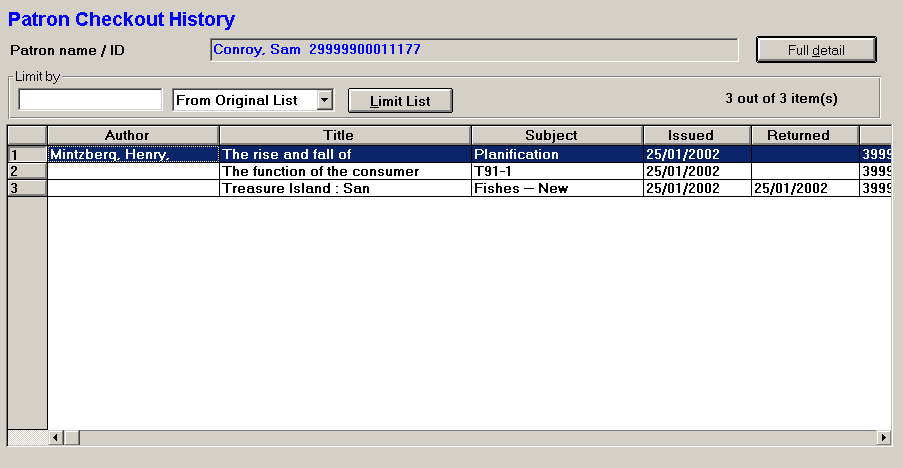 Patron Checkout History
Patron name / ID Conroy, Sam 29999900011177 Full detail
Limit by
From Original List Limit List 3 out of 3 item(s)
Author Title Subject Issued Returned
1 Mintzberg, Henry, The rise and fall of Planification 25/01/2002 3999
2 The function of the consumer T91-1 25/01/2002 3999
3 Treasure Island : San Fishes -- New 25/01/2002 25/01/2002 3999